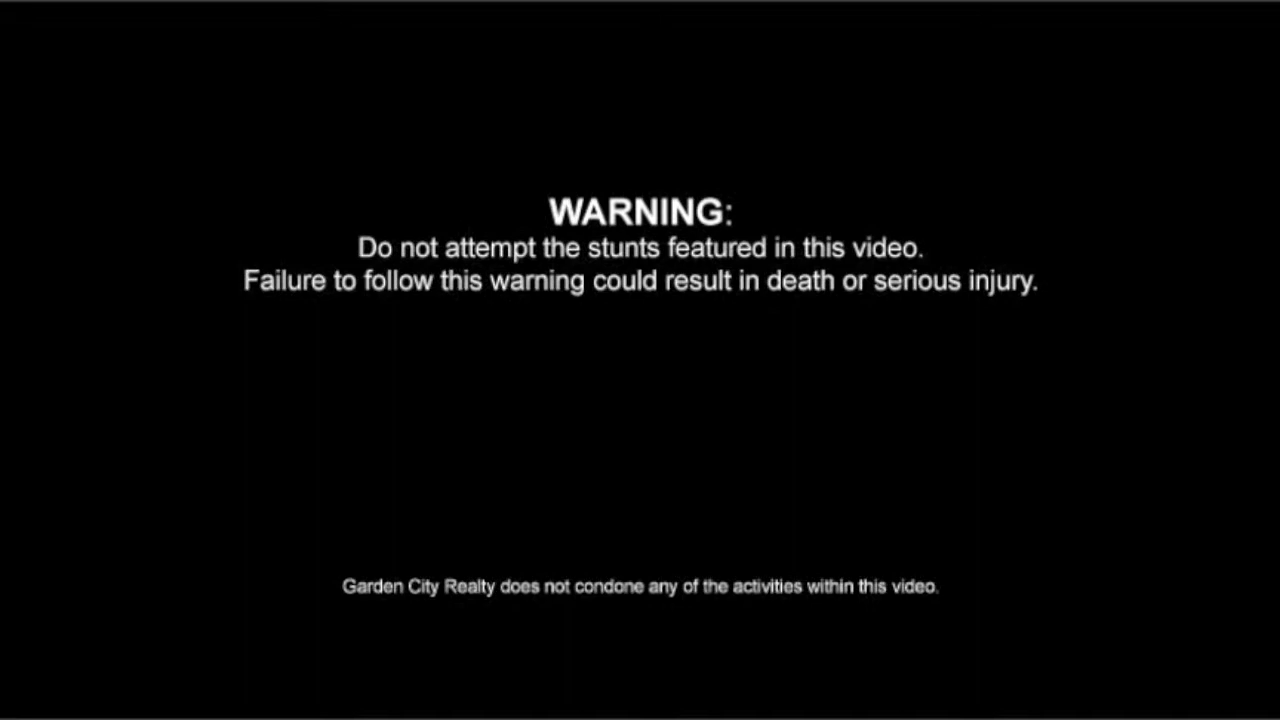 WARNING:
Do not attempt the stunts featured in this video.
Failure to follow this warning could result in death or serious injury.
Garden City Realty does not condone any of the activities within this video.